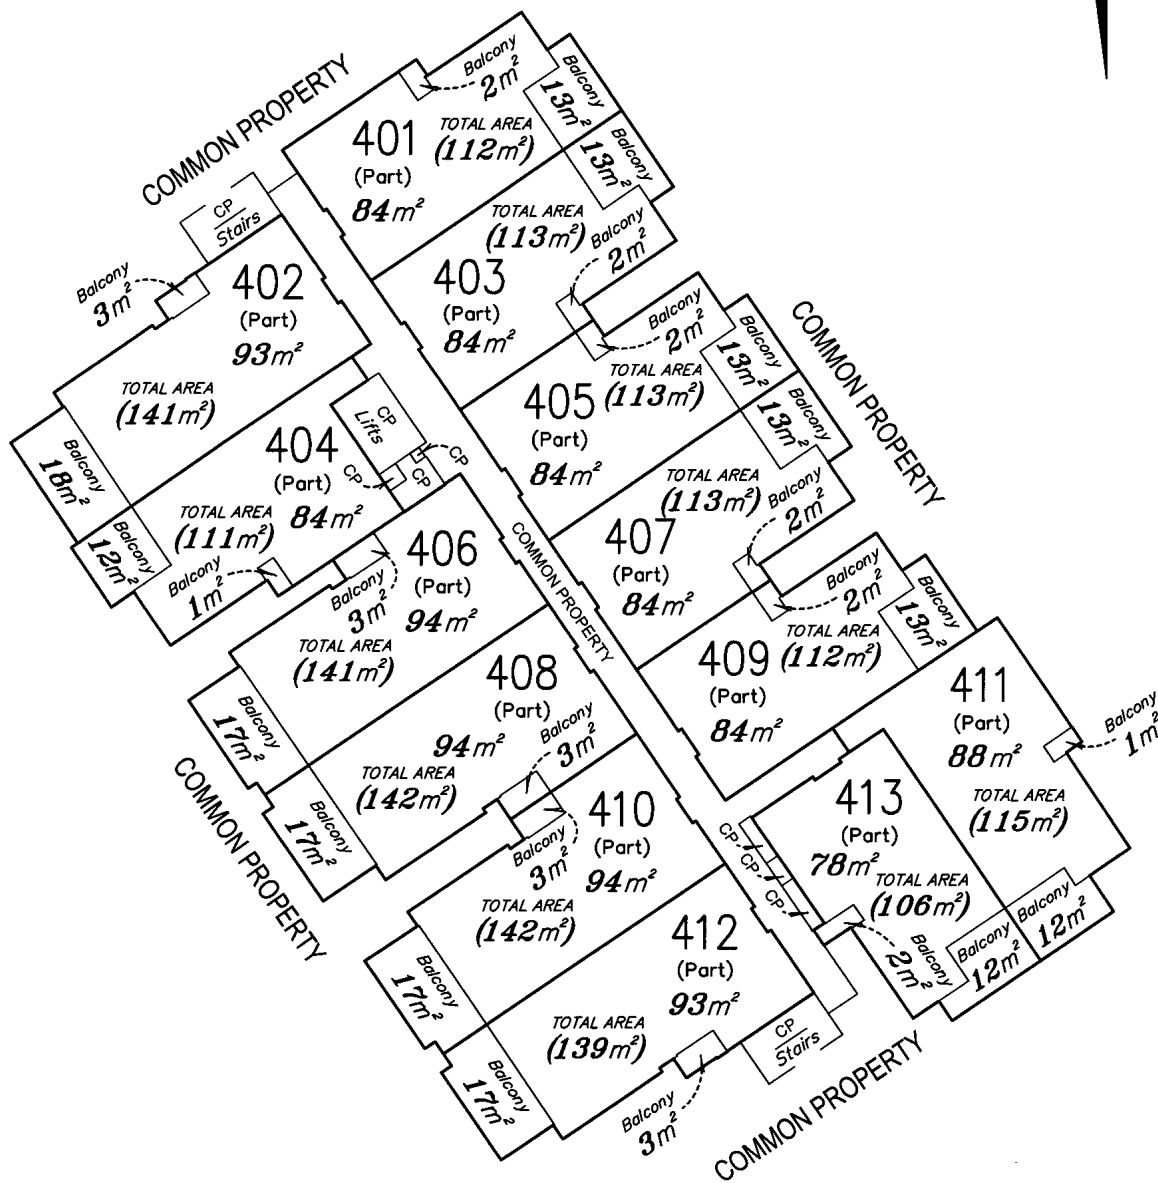 COMMON PROPERTY
401
(Part)
84m²
TOTAL AREA
(112m²)
Balcony
2m²
Balcony
13m²
Balcony
13m²
CP
Stairs
402
(Part)
93m²
TOTAL AREA
(141m²)
Balcony
3m²
Balcony
18m²
403
(Part)
84m²
TOTAL AREA
(113m²)
Balcony
2m²
404
(Part)
84m²
TOTAL AREA
(111m²)
Balcony
12m²
Balcony
1m²
CP
Lifts
CP
CP
CP
405
(Part)
84m²
TOTAL AREA
(113m²)
Balcony
2m²
Balcony
13m²
COMMON PROPERTY
Balcony
13m²
406
(Part)
94m²
TOTAL AREA
(141m²)
Balcony
3m²
Balcony
17m²
COMMON PROPERTY
407
(Part)
84m²
TOTAL AREA
(113m²)
Balcony
2m²
408
(Part)
94m²
TOTAL AREA
(142m²)
Balcony
3m²
Balcony
17m²
COMMON PROPERTY
409
(Part)
84m²
TOTAL AREA
(112m²)
Balcony
2m²
Balcony
13m²
410
(Part)
94m²
TOTAL AREA
(142m²)
Balcony
3m²
Balcony
17m²
411
(Part)
88m²
TOTAL AREA
(115m²)
Balcony
1m²
Balcony
12m²
412
(Part)
93m²
TOTAL AREA
(139m²)
Balcony
3m²
Balcony
17m²
413
(Part)
78m²
TOTAL AREA
(106m²)
Balcony
2m²
Balcony
12m²
CP
CP
CP
CP
Stairs
COMMON PROPERTY